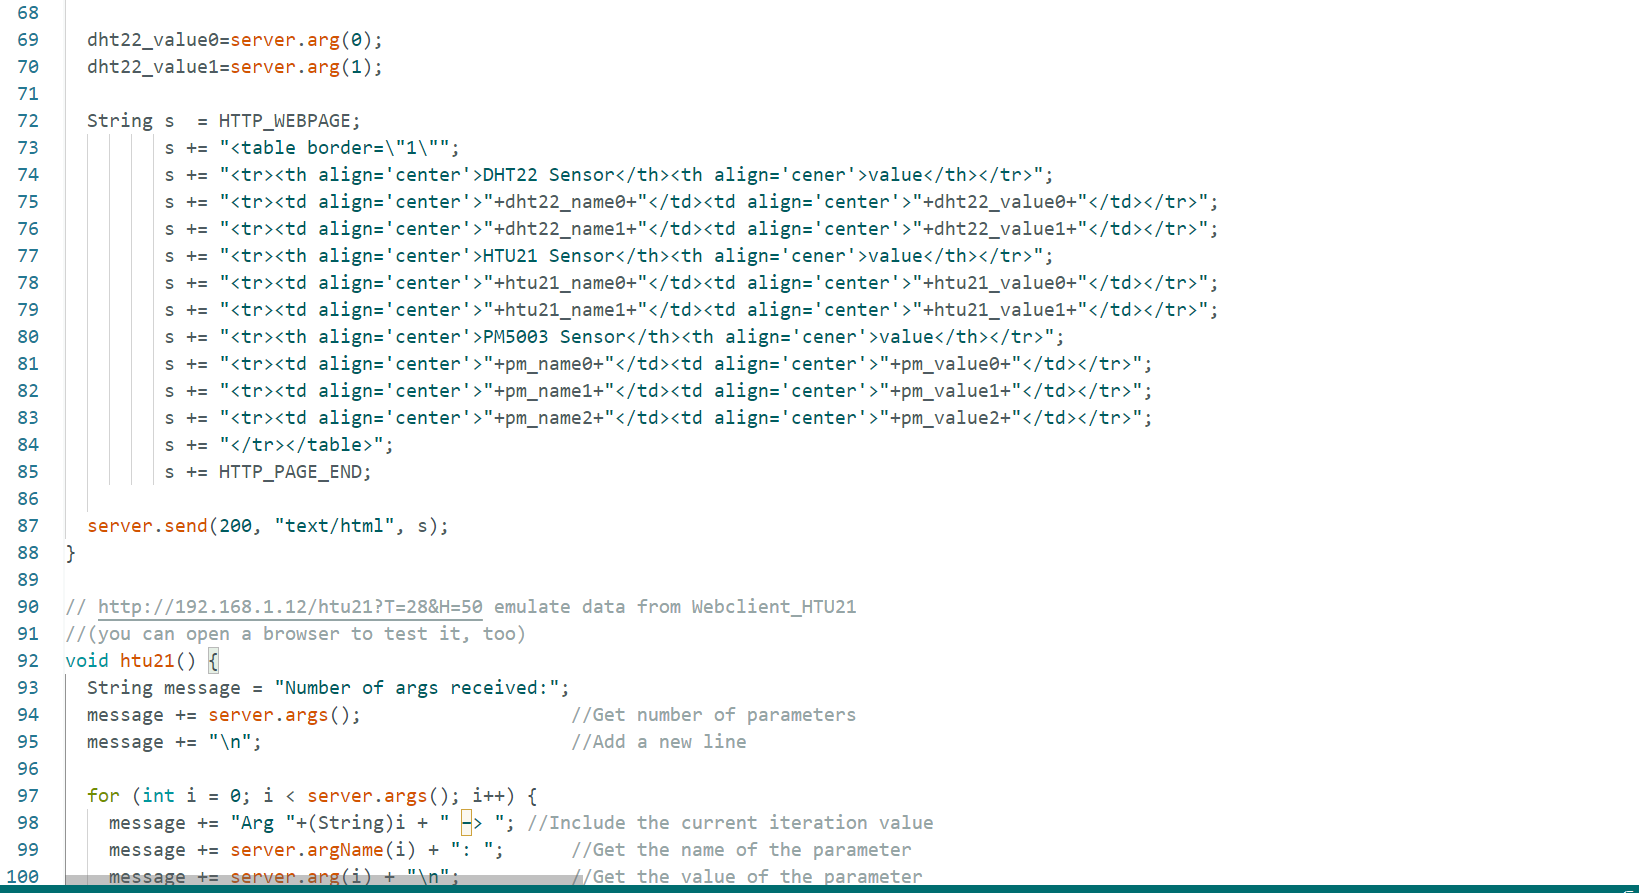 68
69 dht22_value0=server.arg(0);
70 dht22_value1=server.arg(1);
71
72 String s  = HTTP_WEBPAGE;
73 s += "<table border=\"1\"";
74 s += "<tr><th align='center'>DHT22 Sensor</th><th align='cener'>value</th></tr>";
75 s += "<tr><td align='center'>"+dht22_name0+"</td><td align='center'>"+dht22_value0+"</td></tr>";
76 s += "<tr><td align='center'>"+dht22_name1+"</td><td align='center'>"+dht22_value1+"</td></tr>";
77 s += "<tr><th align='center'>HTU21 Sensor</th><th align='cener'>value</th></tr>";
78 s += "<tr><td align='center'>"+htu21_name0+"</td><td align='center'>"+htu21_value0+"</td></tr>";
79 s += "<tr><td align='center'>"+htu21_name1+"</td><td align='center'>"+htu21_value1+"</td></tr>";
80 s += "<tr><th align='center'>PM5003 Sensor</th><th align='cener'>value</th></tr>";
81 s += "<tr><td align='center'>"+pm_name0+"</td><td align='center'>"+pm_value0+"</td></tr>";
82 s += "<tr><td align='center'>"+pm_name1+"</td><td align='center'>"+pm_value1+"</td></tr>";
83 s += "<tr><td align='center'>"+pm_name2+"</td><td align='center'>"+pm_value2+"</td></tr>";
84 s += "</tr></table>";
85 s += HTTP_PAGE_END;
86
87 server.send(200, "text/html", s);
88 }
89
90 // http://192.168.1.12/htu21?T=28&H=50 emulate data from Webclient_HTU21
91 //(you can open a browser to test it, too)
92 void htu21() {
93 String message = "Number of args received:";
94 message += server.args(); //Get number of parameters
95 message += "\n"; //Add a new line
96
97 for (int i = 0; i < server.args(); i++) {
98 message += "Arg "+(String)i + " –> "; //Include the current iteration value
99 message += server.argName(i) + ": "; //Get the name of the parameter
100 message += server.arg(i) + "\n"; //Get the value of the parameter